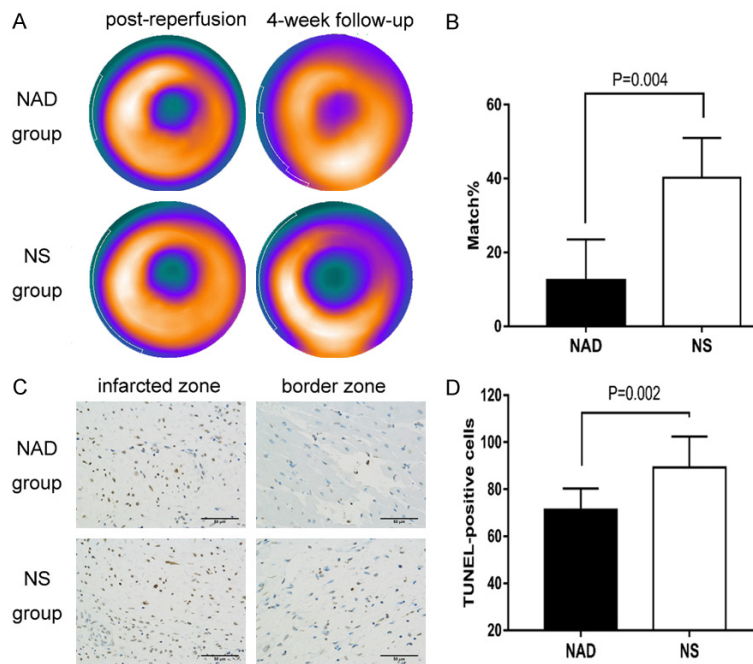 A
post-reperfusion
4-week follow-up
NAD
group
NS
group
B
P=0.004
Match%
60
40
20
0
NAD
NS
C
infarcted zone
border zone
NAD
group
NS
group
D
P=0.002
TUNEL-positive cells
120
100
80
60
40
20
NAD
NS